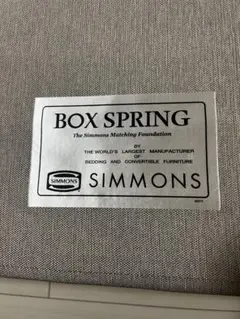 BOX SPRING
The Simmons Matching Foundation
BY
THE WORLD'S LARGEST MANUFACTURER
OF
BEDDING AND CONVERTIBLE FURNITURE
SIMMONS
SIMMONS